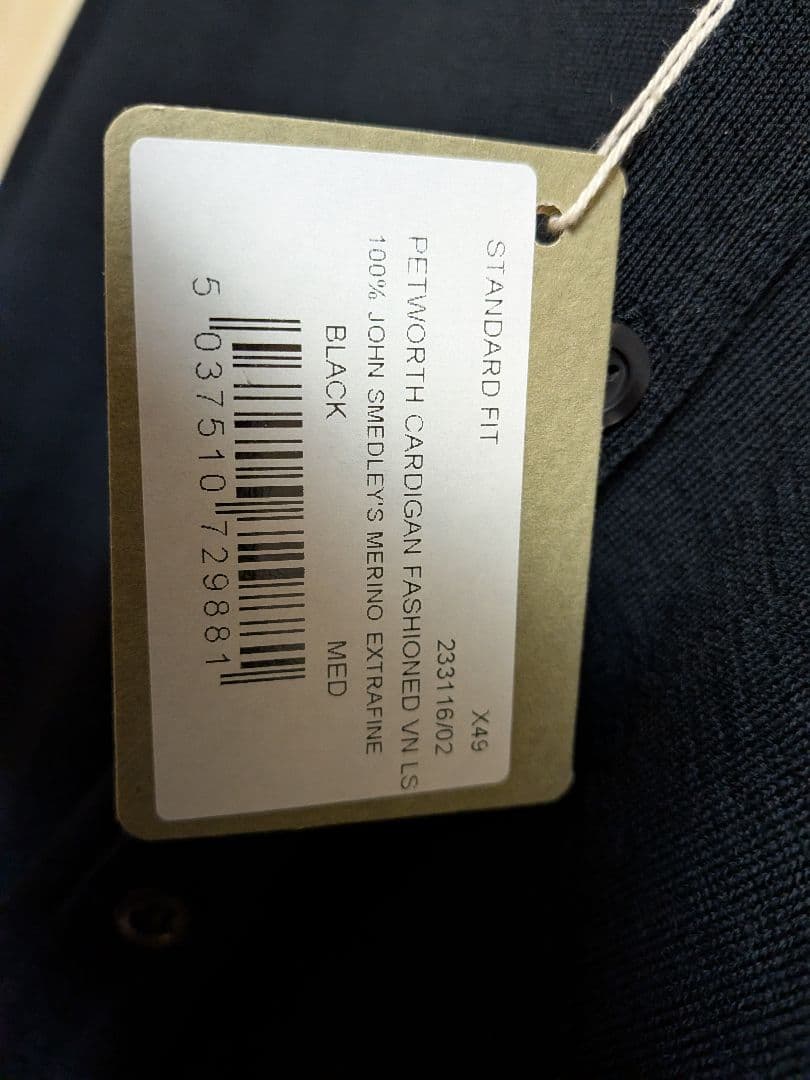 STANDARD FIT X49
233116/02
PETWORTH CARDIGAN FASHIONED VN LS
100% JOHN SMEDLEY'S MERINO EXTRAFINE
BLACK MED
5 037510 729881